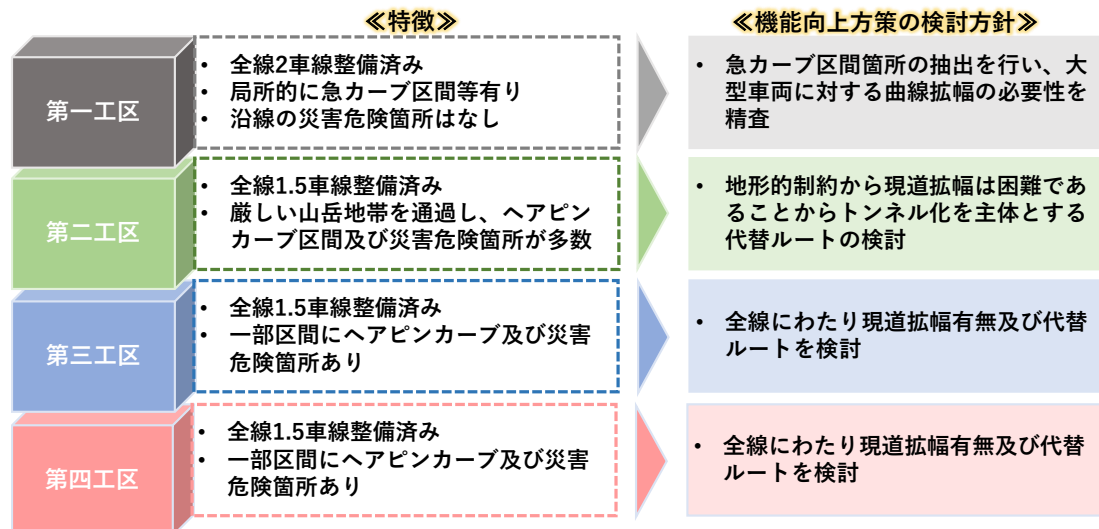 ≪特徴≫
≪機能向上方策の検討方針≫
第一工区
• 全線2車線整備済み
• 局所的に急カーブ区間等有り
• 沿線の災害危険箇所はなし
• 急カーブ区間箇所の抽出を行い、大
型車両に対する曲線拡幅の必要性を
精査
第二工区
• 全線1.5車線整備済み
• 厳しい山岳地帯を通過し、ヘアピン
カーブ区間及び災害危険箇所が多数
• 地形的制約から現道拡幅は困難であ
ることからトンネル化を主体とする
代替ルートの検討
第三工区
• 全線1.5車線整備済み
• 一部区間にヘアピンカーブ及び災害
危険箇所あり
• 全線にわたり現道拡幅有無及び代替
ルートを検討
第四工区
• 全線1.5車線整備済み
• 一部区間にヘアピンカーブ及び災害
危険箇所あり
• 全線にわたり現道拡幅有無及び代替
ルートを検討